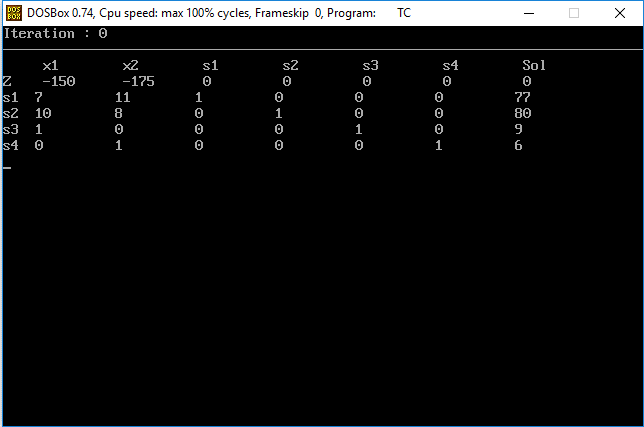 DOS BOX DOSBox 0.74, Cpu speed: max 100% cycles, Frameskip 0, Program: TC
Iteration : 0
x1 x2 s1 s2 s3 s4 Sol
Z -150 -175 0 0 0 0 0
s1 7 11 1 0 0 0 77
s2 10 8 0 1 0 0 80
s3 1 0 0 0 1 0 9
s4 0 1 0 0 0 1 6